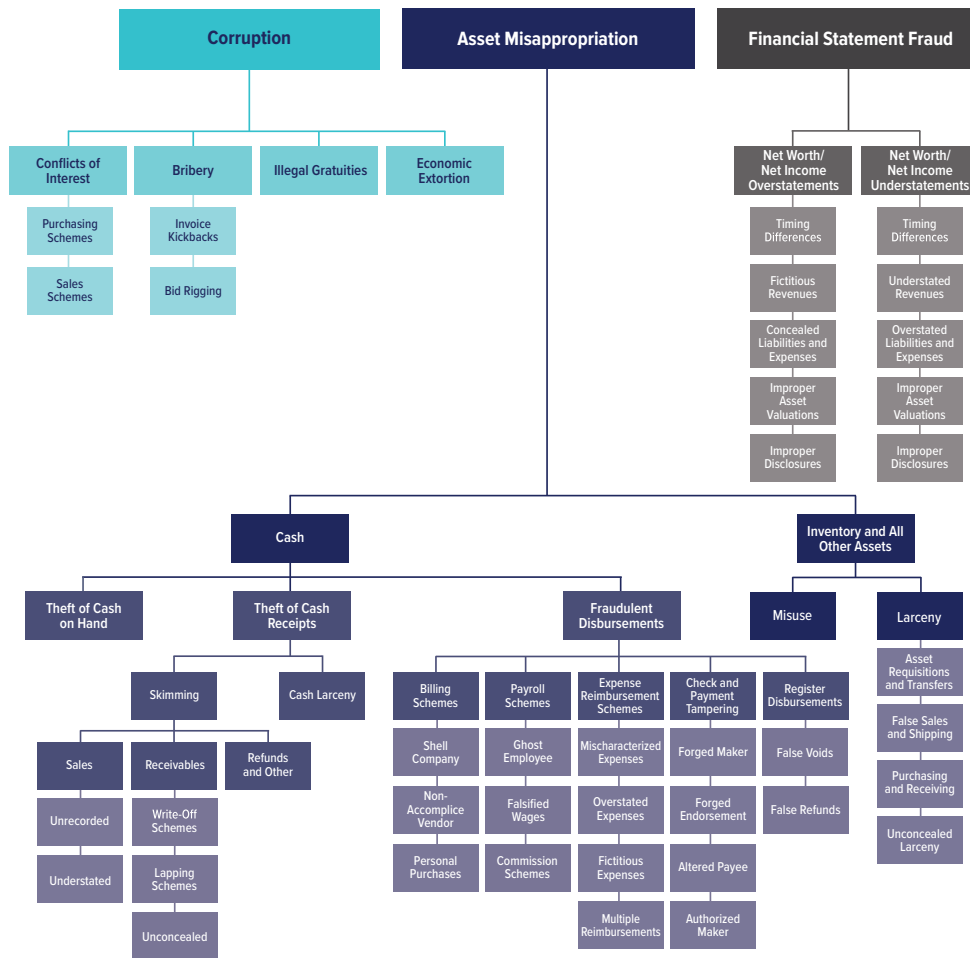 Corruption
Asset Misappropriation
Financial Statement Fraud
Conflicts of
Interest
Bribery
Illegal Gratuities
Economic
Extortion
Net Worth/
Net Income
Overstatements
Net Worth/
Net Income
Understatements
Purchasing
Schemes
Sales
Schemes
Invoice
Kickbacks
Bid Rigging
Timing
Differences
Fictitious
Revenues
Concealed
Liabilities and
Expenses
Improper
Asset
Valuations
Improper
Disclosures
Timing
Differences
Understated
Revenues
Overstated
Liabilities and
Expenses
Improper
Asset
Valuations
Improper
Disclosures
Cash
Inventory and All
Other Assets
Theft of Cash
on Hand
Theft of Cash
Receipts
Fraudulent
Disbursements
Misuse
Larceny
Skimming
Cash Larceny
Sales
Receivables
Refunds
and Other
Unrecorded
Understated
Write-Off
Schemes
Lapping
Schemes
Unconcealed
Billing
Schemes
Shell
Company
Non-
Accomplice
Vendor
Personal
Purchases
Payroll
Schemes
Ghost
Employee
Falsified
Wages
Commission
Schemes
Expense
Reimbursement
Schemes
Mischaracterized
Expenses
Overstated
Expenses
Fictitious
Expenses
Multiple
Reimbursements
Check and
Payment
Tampering
Forged Maker
Forged
Endorsement
Altered Payee
Authorized
Maker
Register
Disbursements
False Voids
False Refunds
Asset
Requisitions
and Transfers
False Sales
and Shipping
Purchasing
and Receiving
Unconcealed
Larceny